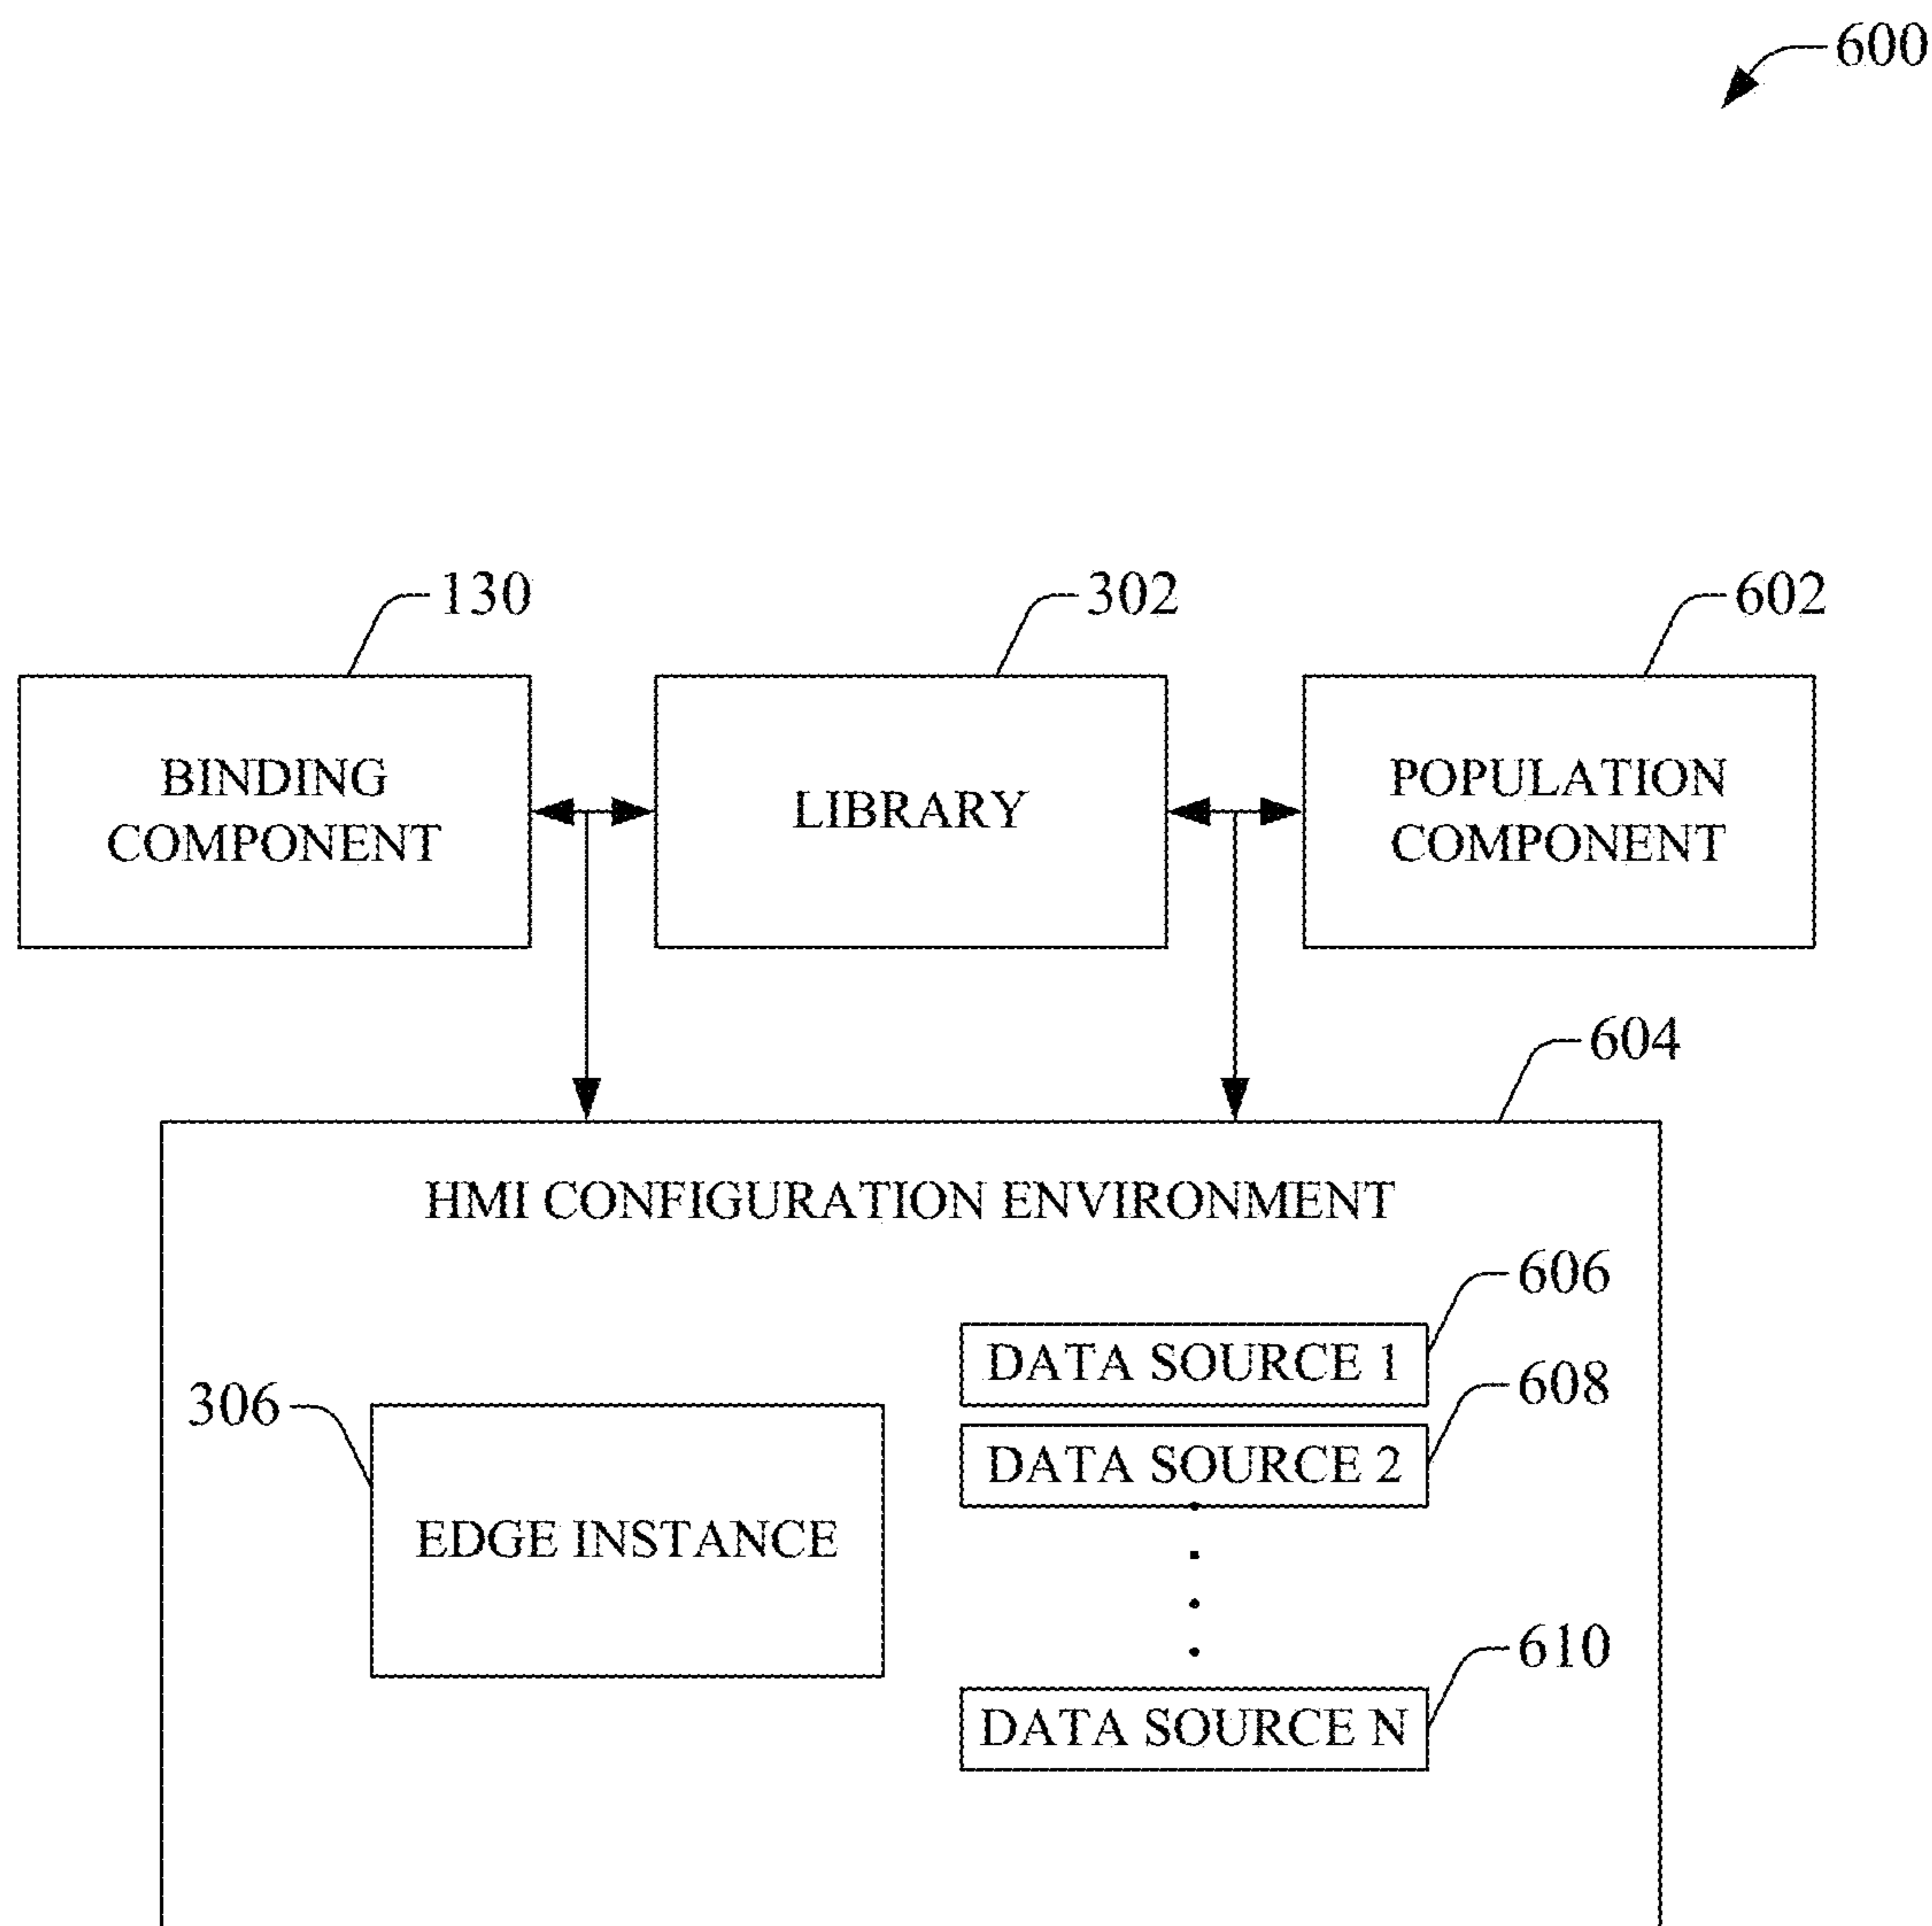 600
130
302
602
BINDING
COMPONENT
LIBRARY
POPULATION
COMPONENT
604
HMI CONFIGURATION ENVIRONMENT
606
DATA SOURCE 1
608
306
DATA SOURCE 2
EDGE INSTANCE
610
DATA SOURCE N